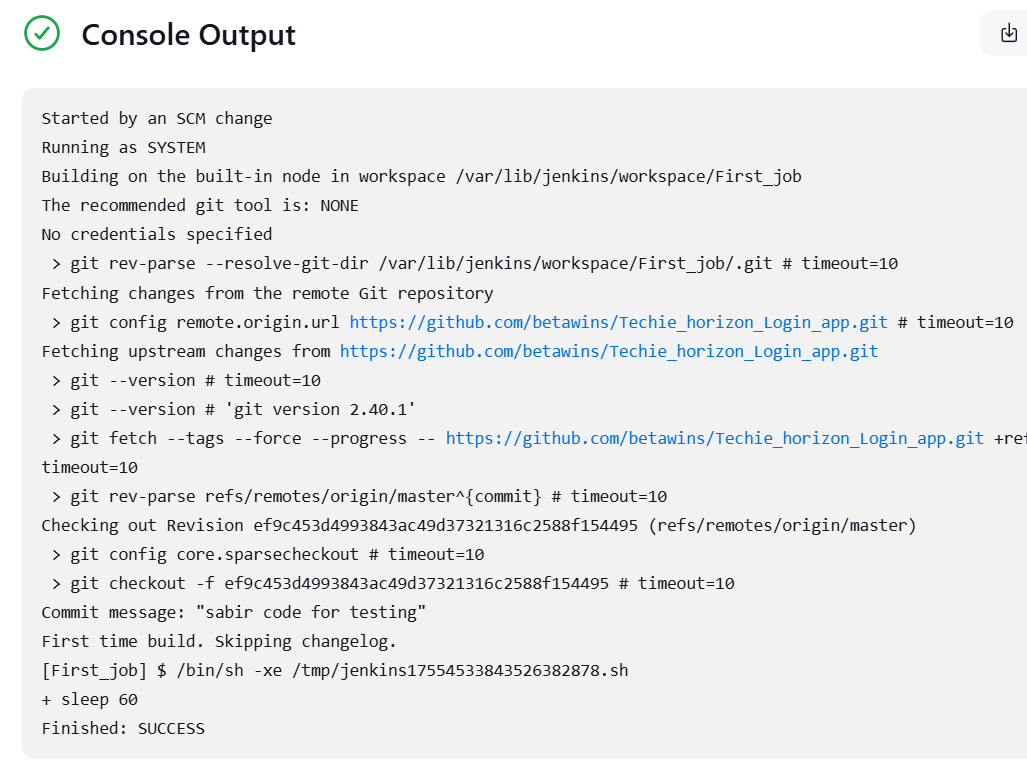 Console Output
Started by an SCM change
Running as SYSTEM
Building on the built-in node in workspace /var/lib/jenkins/workspace/First_job
The recommended git tool is: NONE
No credentials specified
 > git rev-parse --resolve-git-dir /var/lib/jenkins/workspace/First_job/.git # timeout=10
Fetching changes from the remote Git repository
 > git config remote.origin.url https://github.com/betawins/Techie_horizon_Login_app.git # timeout=10
Fetching upstream changes from https://github.com/betawins/Techie_horizon_Login_app.git
 > git --version # timeout=10
 > git --version # 'git version 2.40.1'
 > git fetch --tags --force --progress -- https://github.com/betawins/Techie_horizon_Login_app.git +ref
timeout=10
 > git rev-parse refs/remotes/origin/master^{commit} # timeout=10
Checking out Revision ef9c453d4993843ac49d37321316c2588f154495 (refs/remotes/origin/master)
 > git config core.sparsecheckout # timeout=10
 > git checkout -f ef9c453d4993843ac49d37321316c2588f154495 # timeout=10
Commit message: "sabir code for testing"
First time build. Skipping changelog.
[First_job] $ /bin/sh -xe /tmp/jenkins17554533843526382878.sh
+ sleep 60
Finished: SUCCESS